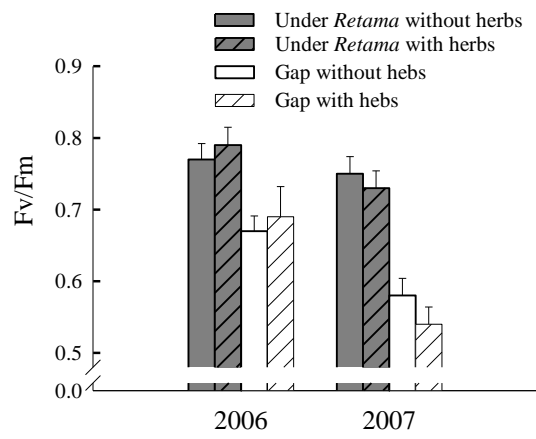 Under Retama without herbs
Under Retama with herbs
Gap without hebs
Gap with hebs
Fv/Fm
0.9
0.8
0.7
0.6
0.5
0.0
2006 2007